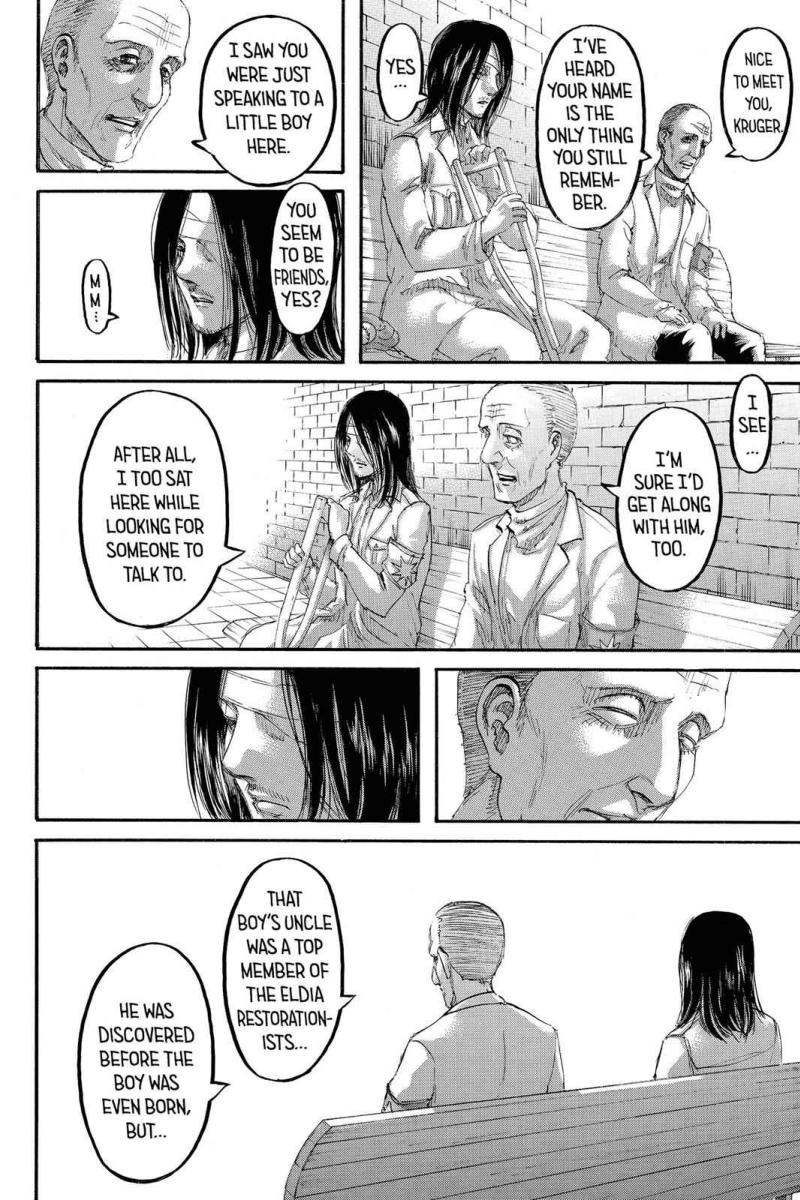 NICE
TO MEET
YOU,
KRUGER.
I'VE
HEARD
YOUR NAME
IS THE
ONLY THING
YOU STILL
REMEM-
BER.
YES
...
I SAW YOU
WERE JUST
SPEAKING TO A
LITTLE BOY
HERE.
YOU
SEEM
TO BE
FRIENDS,
YES?
M
M
...
I
SEE
...
I'M
SURE I'D
GET ALONG
WITH HIM,
TOO.
AFTER ALL,
I TOO SAT
HERE WHILE
LOOKING FOR
SOMEONE TO
TALK TO.
THAT
BOY'S UNCLE
WAS A TOP
MEMBER OF
THE ELDIA
RESTORATION-
ISTS...
HE WAS
DISCOVERED
BEFORE THE
BOY WAS
EVEN BORN,
BUT...